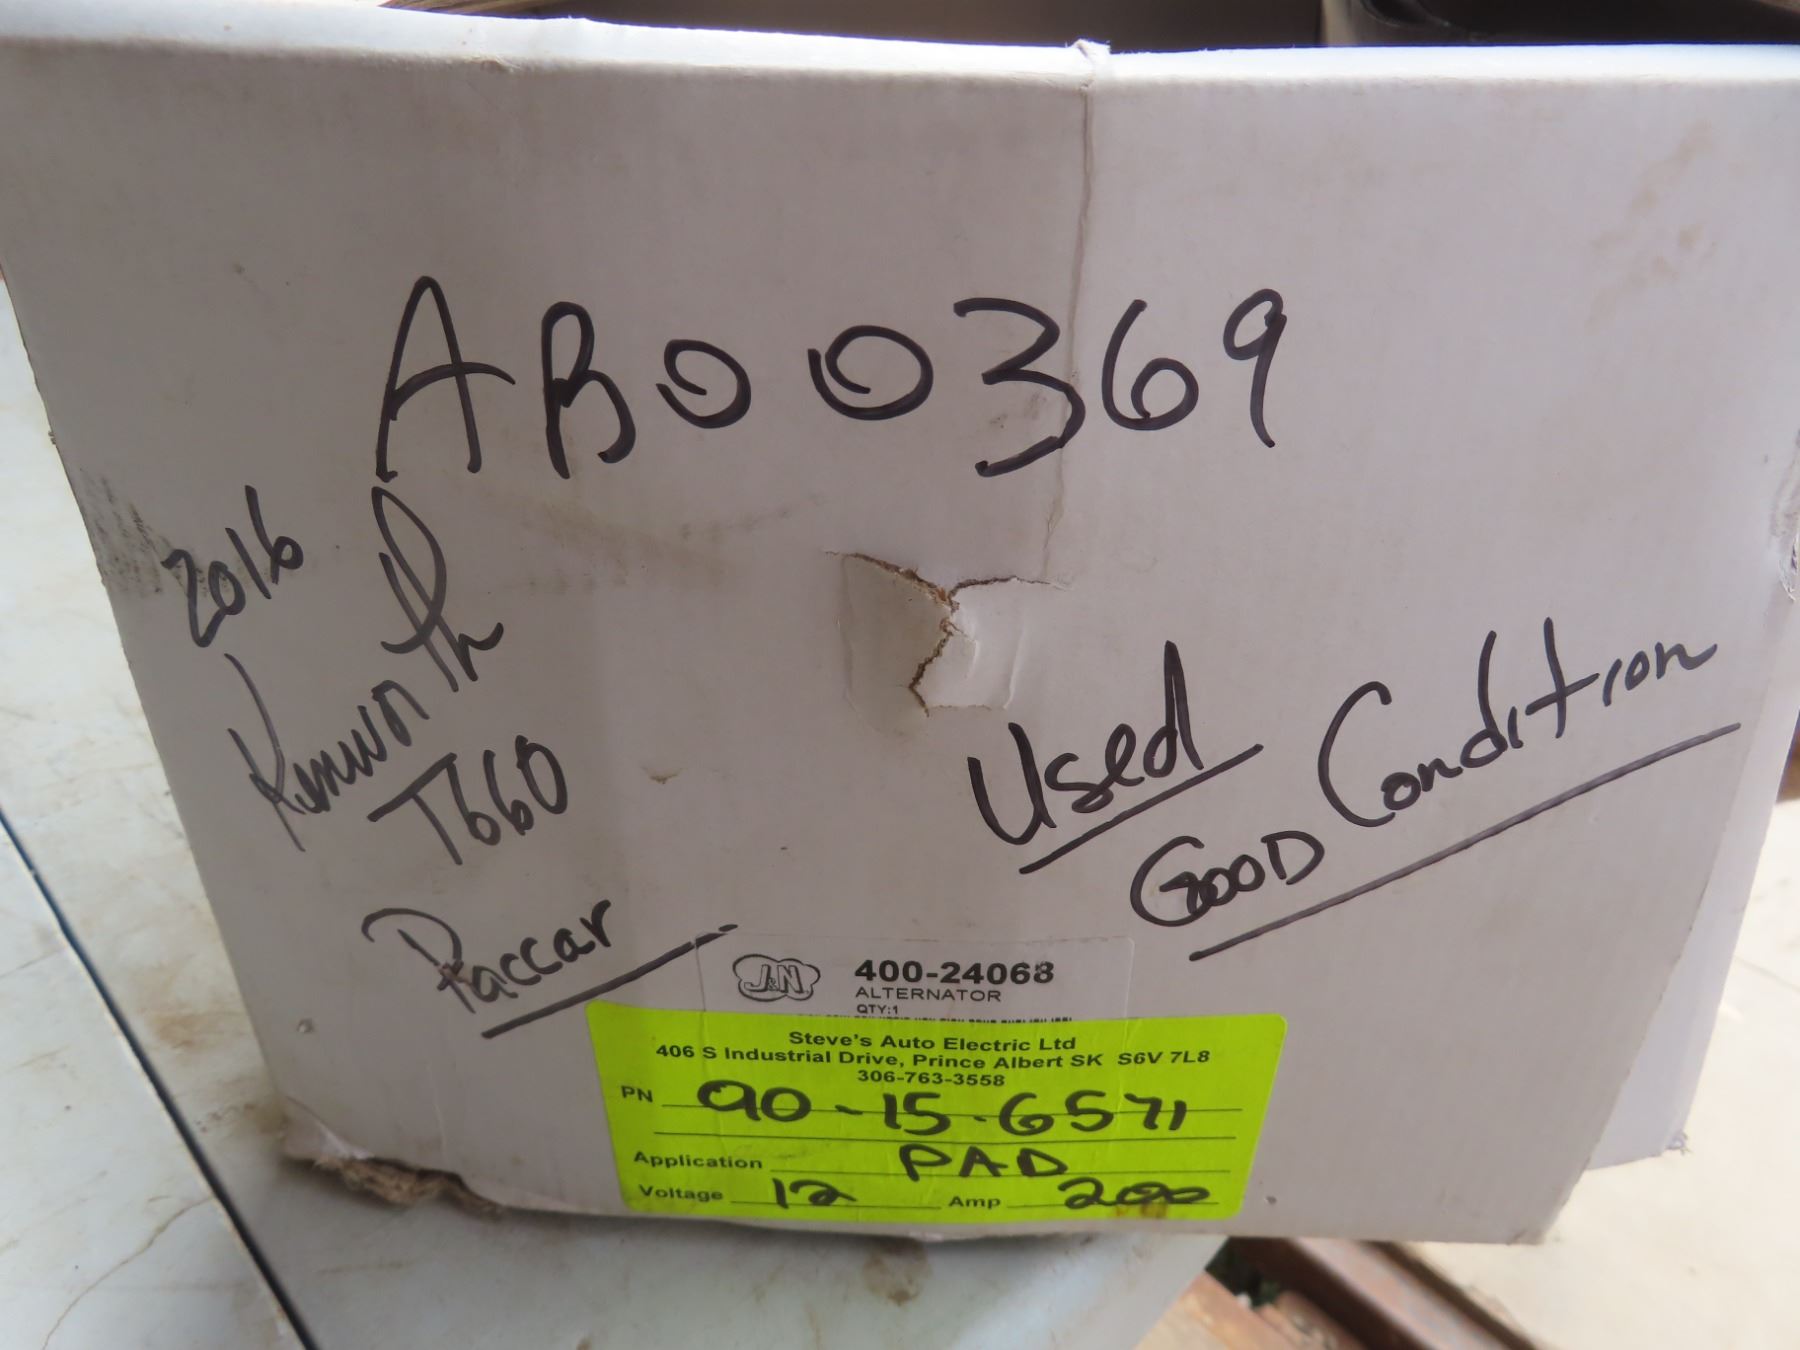 AB00369
2016
Kenworth
T660
Paccar
Used
GOOD Condition
J&N
400-24068
ALTERNATOR
QTY:1
Steve's Auto Electric Ltd
406 S Industrial Drive, Prince Albert SK S6V 7L8
306-763-3558
PN 90-15-6571
Application PAD
Voltage 12 Amp 200